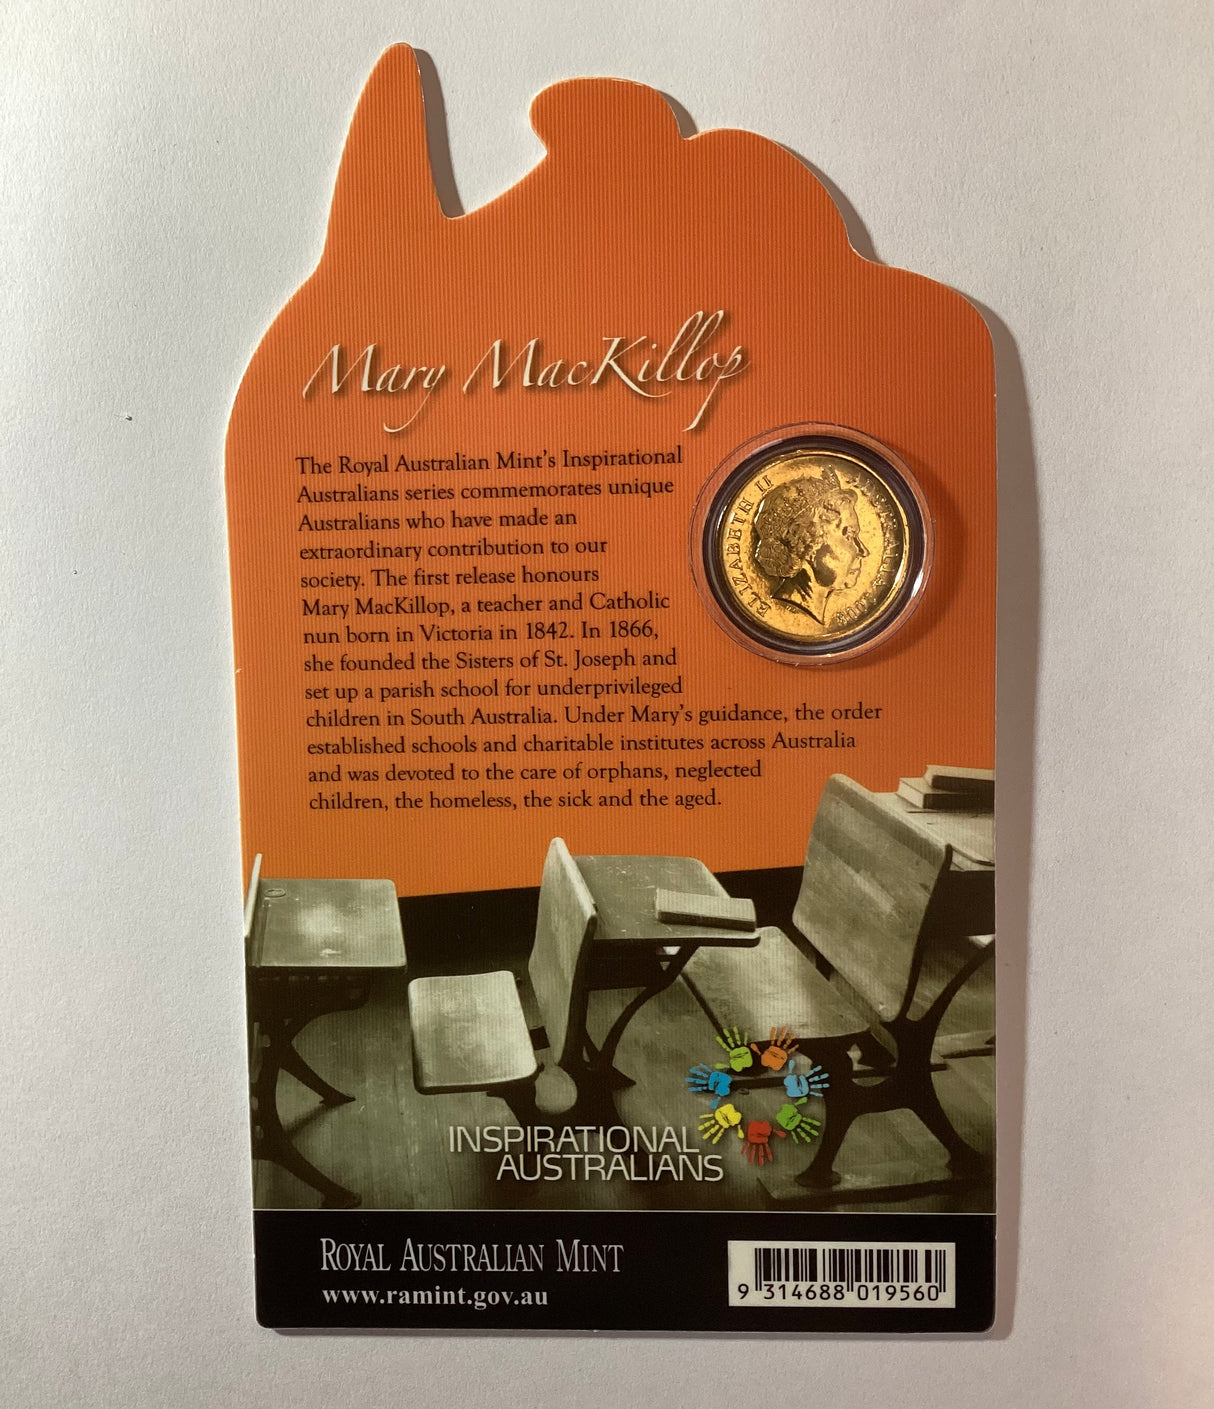 Mary MacKillop
The Royal Australian Mint's Inspirational
Australians series commemorates unique
Australians who have made an
extraordinary contribution to our
society. The first release honours
Mary MacKillop, a teacher and Catholic
nun born in Victoria in 1842. In 1866,
she founded the Sisters of St. Joseph and
set up a parish school for underprivileged
children in South Australia. Under Mary's guidance, the order
established schools and charitable institutes across Australia
and was devoted to the care of orphans, neglected
children, the homeless, the sick and the aged.
ELIZABETH II AUSTRALIA 2008
INSPIRATIONAL
AUSTRALIANS
ROYAL AUSTRALIAN MINT
www.ramint.gov.au
9 314688 019560